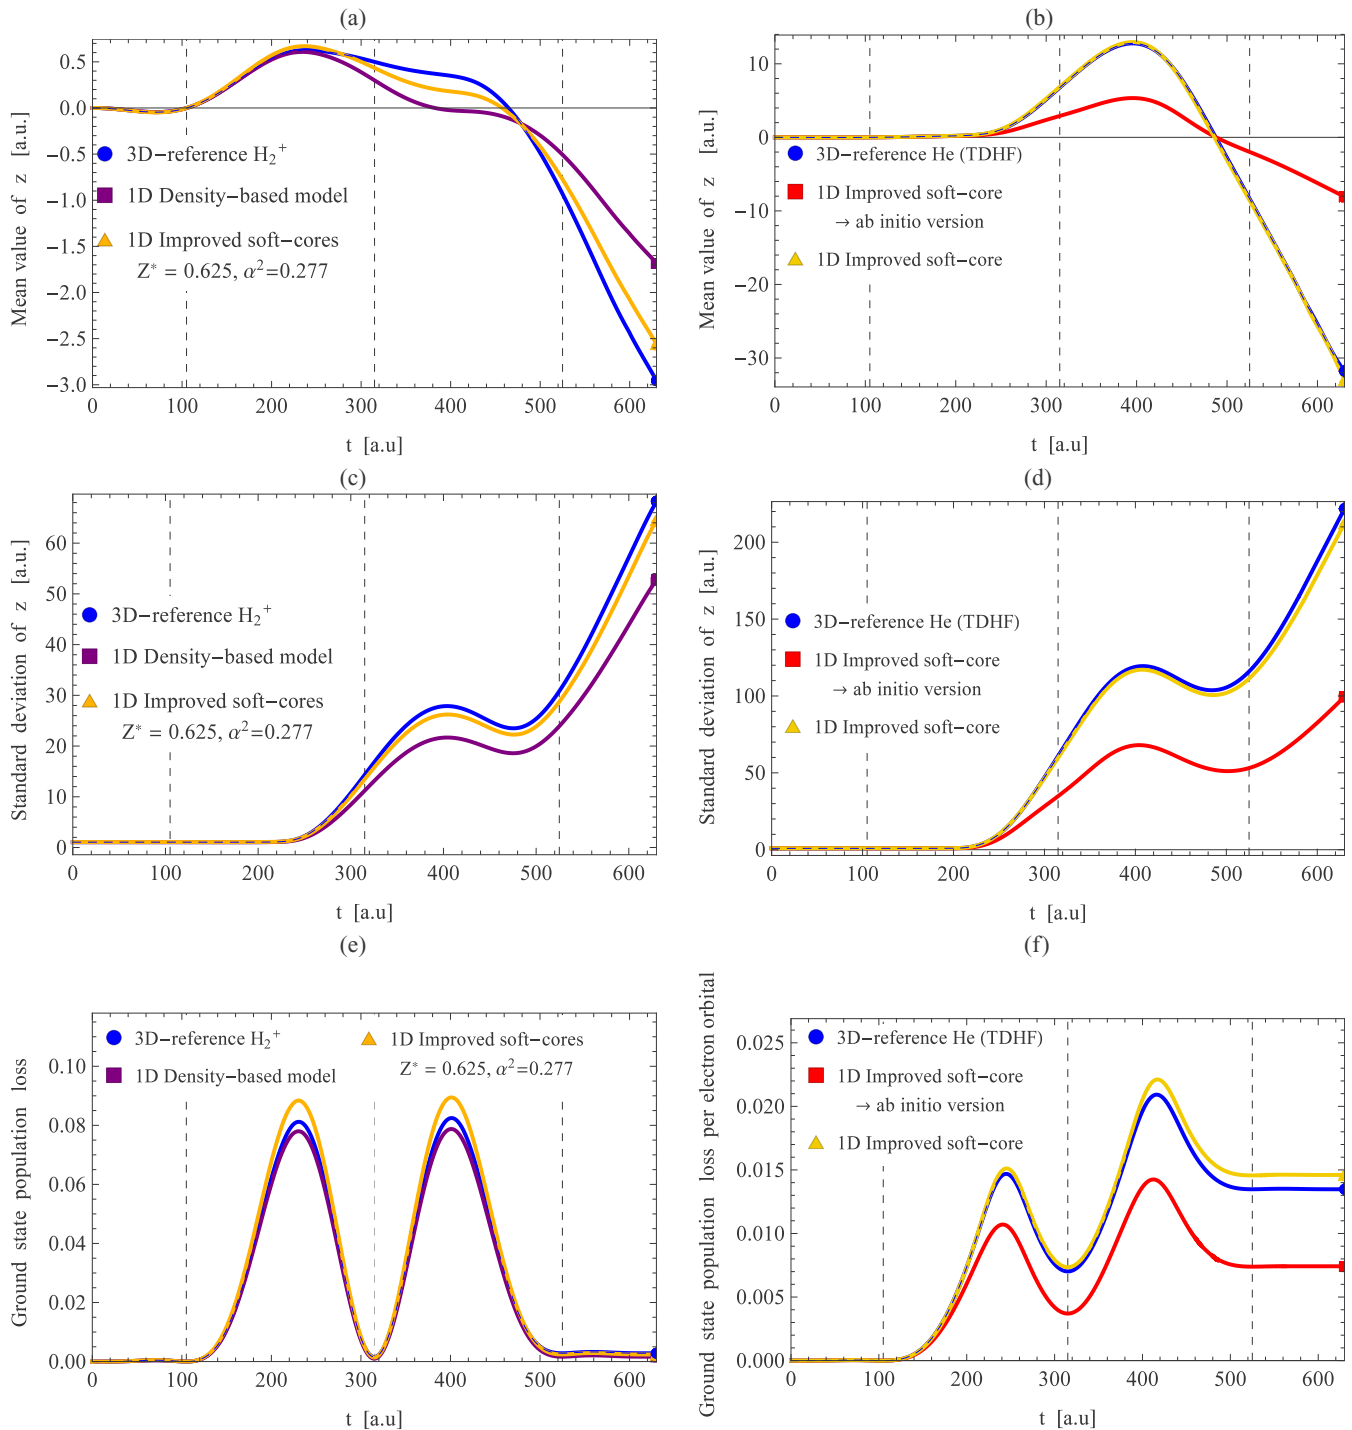 (a)
0.5
0.0
−0.5
−1.0
−1.5
−2.0
−2.5
−3.0
Mean value of z [a.u.]
3D−reference H₂⁺
1D Density−based model
1D Improved soft−cores
Z* = 0.625, α²=0.277
0 100 200 300 400 500 600
t [a.u]
(b)
10
0
−10
−20
−30
Mean value of z [a.u.]
3D−reference He (TDHF)
1D Improved soft−core
→ ab initio version
1D Improved soft−core
0 100 200 300 400 500 600
t [a.u]
(c)
60
50
40
30
20
10
0
Standard deviation of z [a.u.]
3D−reference H₂⁺
1D Density−based model
1D Improved soft−cores
Z* = 0.625, α²=0.277
0 100 200 300 400 500 600
t [a.u]
(d)
200
150
100
50
0
Standard deviation of z [a.u.]
3D−reference He (TDHF)
1D Improved soft−core
→ ab initio version
1D Improved soft−core
0 100 200 300 400 500 600
t [a.u]
(e)
0.10
0.08
0.06
0.04
0.02
0.00
Ground state population loss
3D−reference H₂⁺
1D Density−based model
1D Improved soft−cores
Z* = 0.625, α²=0.277
0 100 200 300 400 500 600
t [a.u]
(f)
0.025
0.020
0.015
0.010
0.005
0.000
Ground state population loss per electron orbital
3D−reference He (TDHF)
1D Improved soft−core
→ ab initio version
1D Improved soft−core
0 100 200 300 400 500 600
t [a.u]